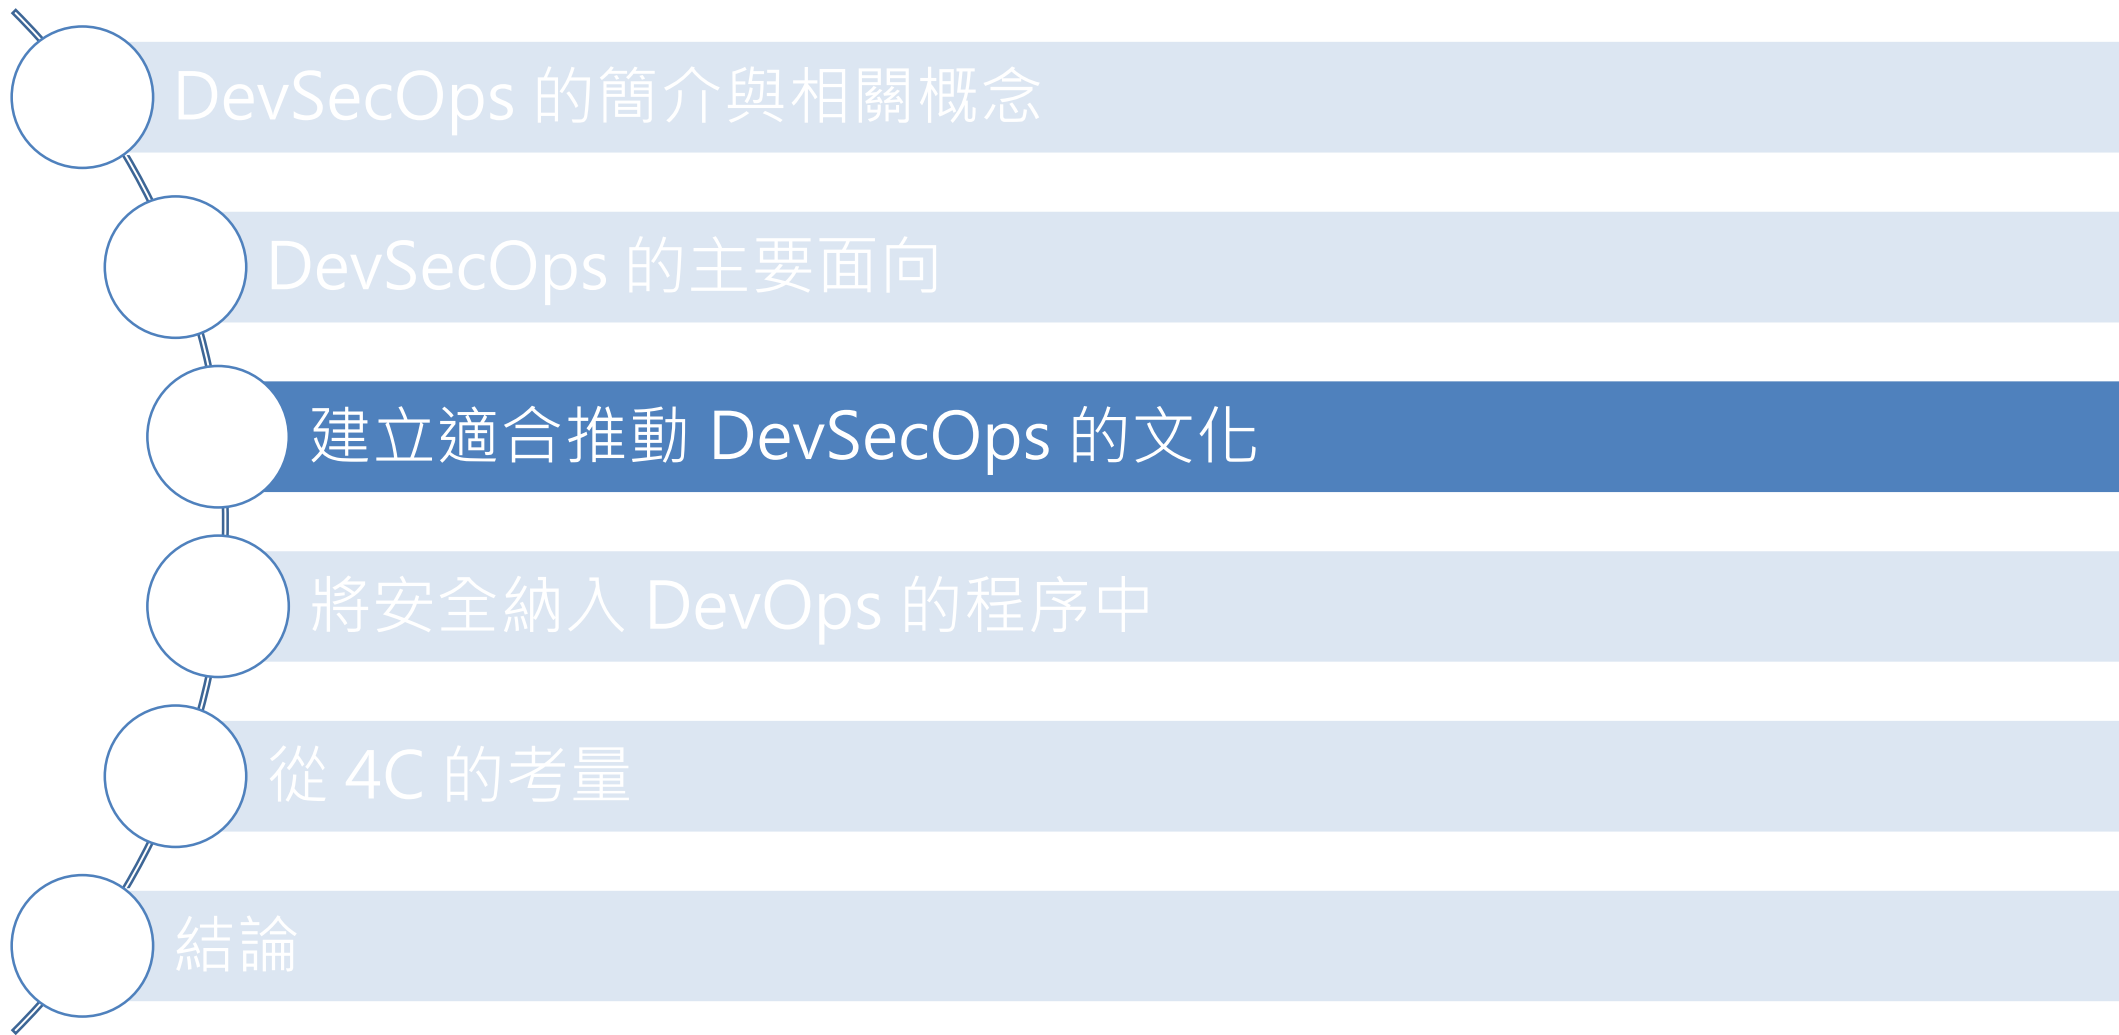 DevSecOps 的簡介與相關概念
DevSecOps 的主要面向
建立適合推動 DevSecOps 的文化
將安全納入 DevOps 的程序中
從 4C 的考量
結論